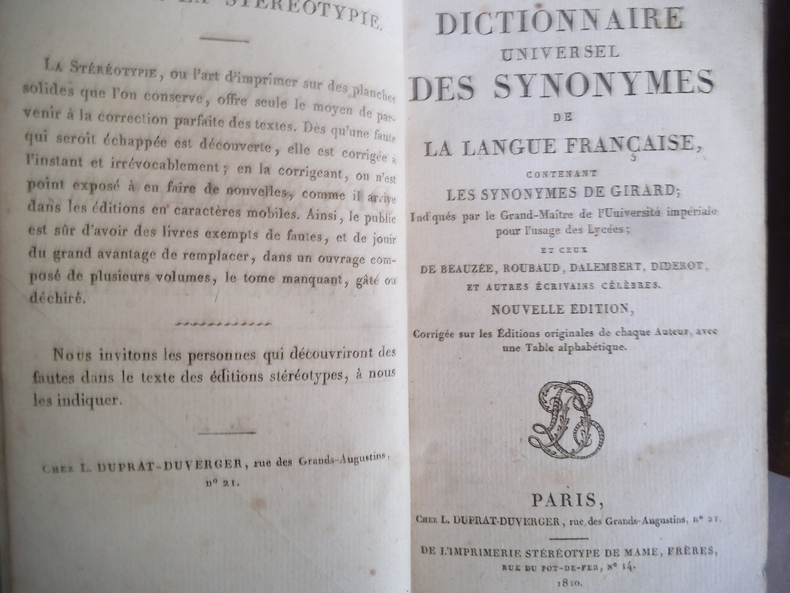 LA STÉRÉOTYPIE.
LA STÉRÉOTYPIE, ou l'art d'imprimer sur des planches
solides que l'on conserve, offre seule le moyen de par-
venir à la correction parfaite des textes. Dès qu'une faute
qui seroit échappée est découverte, elle est corrigée à
l'instant et irrévocablement; en la corrigeant, on n'est
point exposé à en faire de nouvelles, comme il arrive
dans les éditions en caractères mobiles. Ainsi, le public
est sûr d'avoir des livres exempts de fautes, et de jouir
du grand avantage de remplacer, dans un ouvrage com-
posé de plusieurs volumes, le tome manquant, gâté ou
déchiré.
Nous invitons les personnes qui découvriront des
fautes dans le texte des éditions stéréotypes, à nous
les indiquer.
CHEZ L. DUPRAT-DUVERGER, rue des Grands-Augustins,
n° 21.
DICTIONNAIRE
UNIVERSEL
DES SYNONYMES
DE
LA LANGUE FRANÇAISE,
CONTENANT
LES SYNONYMES DE GIRARD;
Indiqués par le Grand-Maître de l'Université impériale
pour l'usage des Lycées;
ET CEUX
DE BEAUZÉE, ROUBAUD, DALEMBERT, DIDEROT,
ET AUTRES ÉCRIVAINS CÉLÈBRES.
NOUVELLE ÉDITION,
Corrigée sur les Éditions originales de chaque Auteur, avec
une Table alphabétique.
PARIS,
CHEZ L. DUPRAT-DUVERGER, rue des Grands-Augustins, n° 21.
DE L'IMPRIMERIE STÉRÉOTYPE DE MAME, FRÈRES,
RUE DU POT-DE-FER, N° 14.
1810.